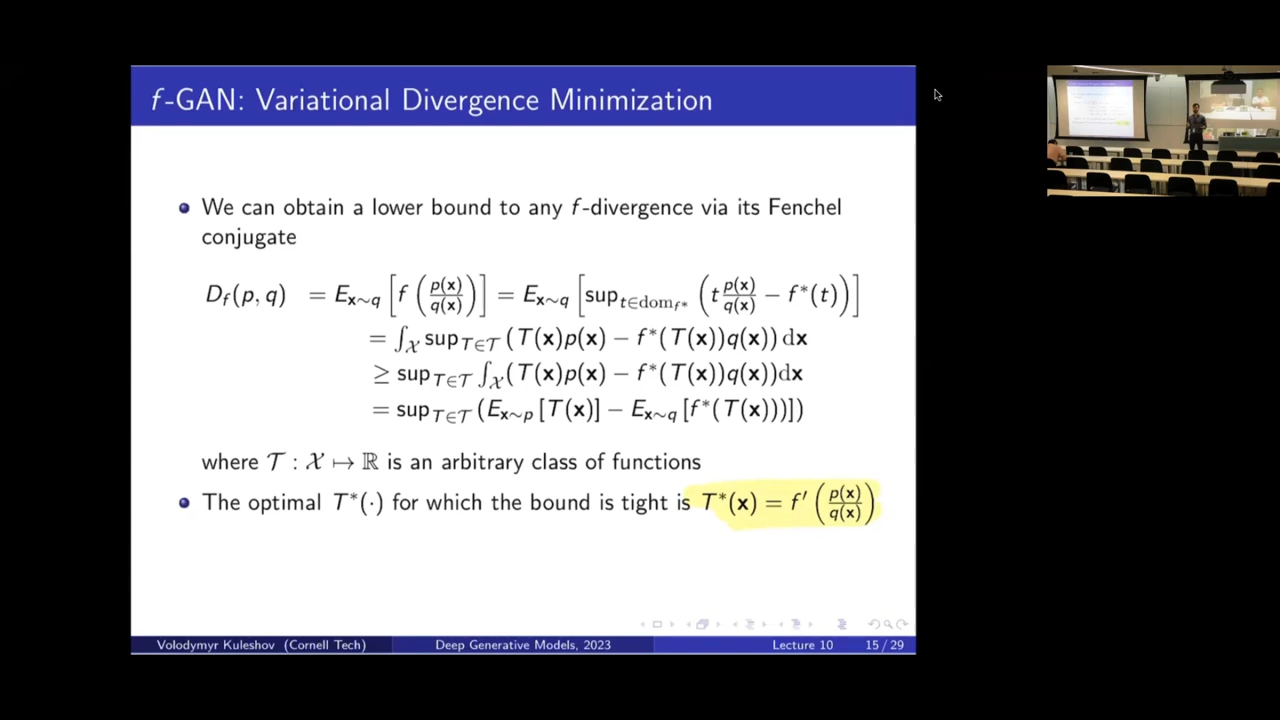 f-GAN: Variational Divergence Minimization
We can obtain a lower bound to any f-divergence via its Fenchel
conjugate
D_f(p, q) = E_{x∼q} [f (p(x)/q(x))] = E_{x∼q} [sup_{t∈dom_{f*}} (t p(x)/q(x) − f*(t))]
= ∫_𝒳 sup_{T∈𝒯} (T(x)p(x) − f*(T(x))q(x)) dx
≥ sup_{T∈𝒯} ∫_𝒳 (T(x)p(x) − f*(T(x))q(x))dx
= sup_{T∈𝒯} (E_{x∼p} [T(x)] − E_{x∼q} [f*(T(x)))])
where 𝒯 : 𝒳 ↦ ℝ is an arbitrary class of functions
The optimal T*(·) for which the bound is tight is T*(x) = f′ (p(x)/q(x))
Volodymyr Kuleshov (Cornell Tech) Deep Generative Models, 2023 Lecture 10 15 / 29